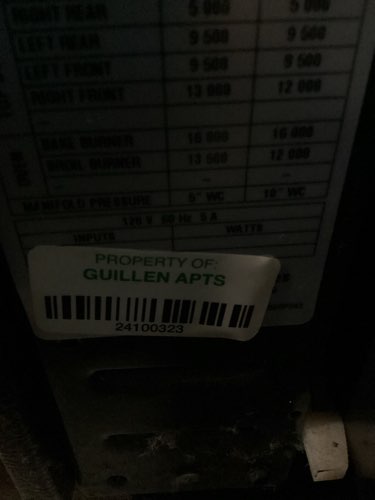 RIGHT REAR 5 000 5 000
LEFT REAR 9 500 9 500
LEFT FRONT 9 500 9 500
RIGHT FRONT 13 000 12 000
BAKE BURNER 16 000 16 000
BROIL BURNER 13 500 12 000
MANIFOLD PRESSURE 5" WC 10" WC
120 V 60 Hz 5 A
INPUTS WATTS
PROPERTY OF:
GUILLEN APTS
24100323